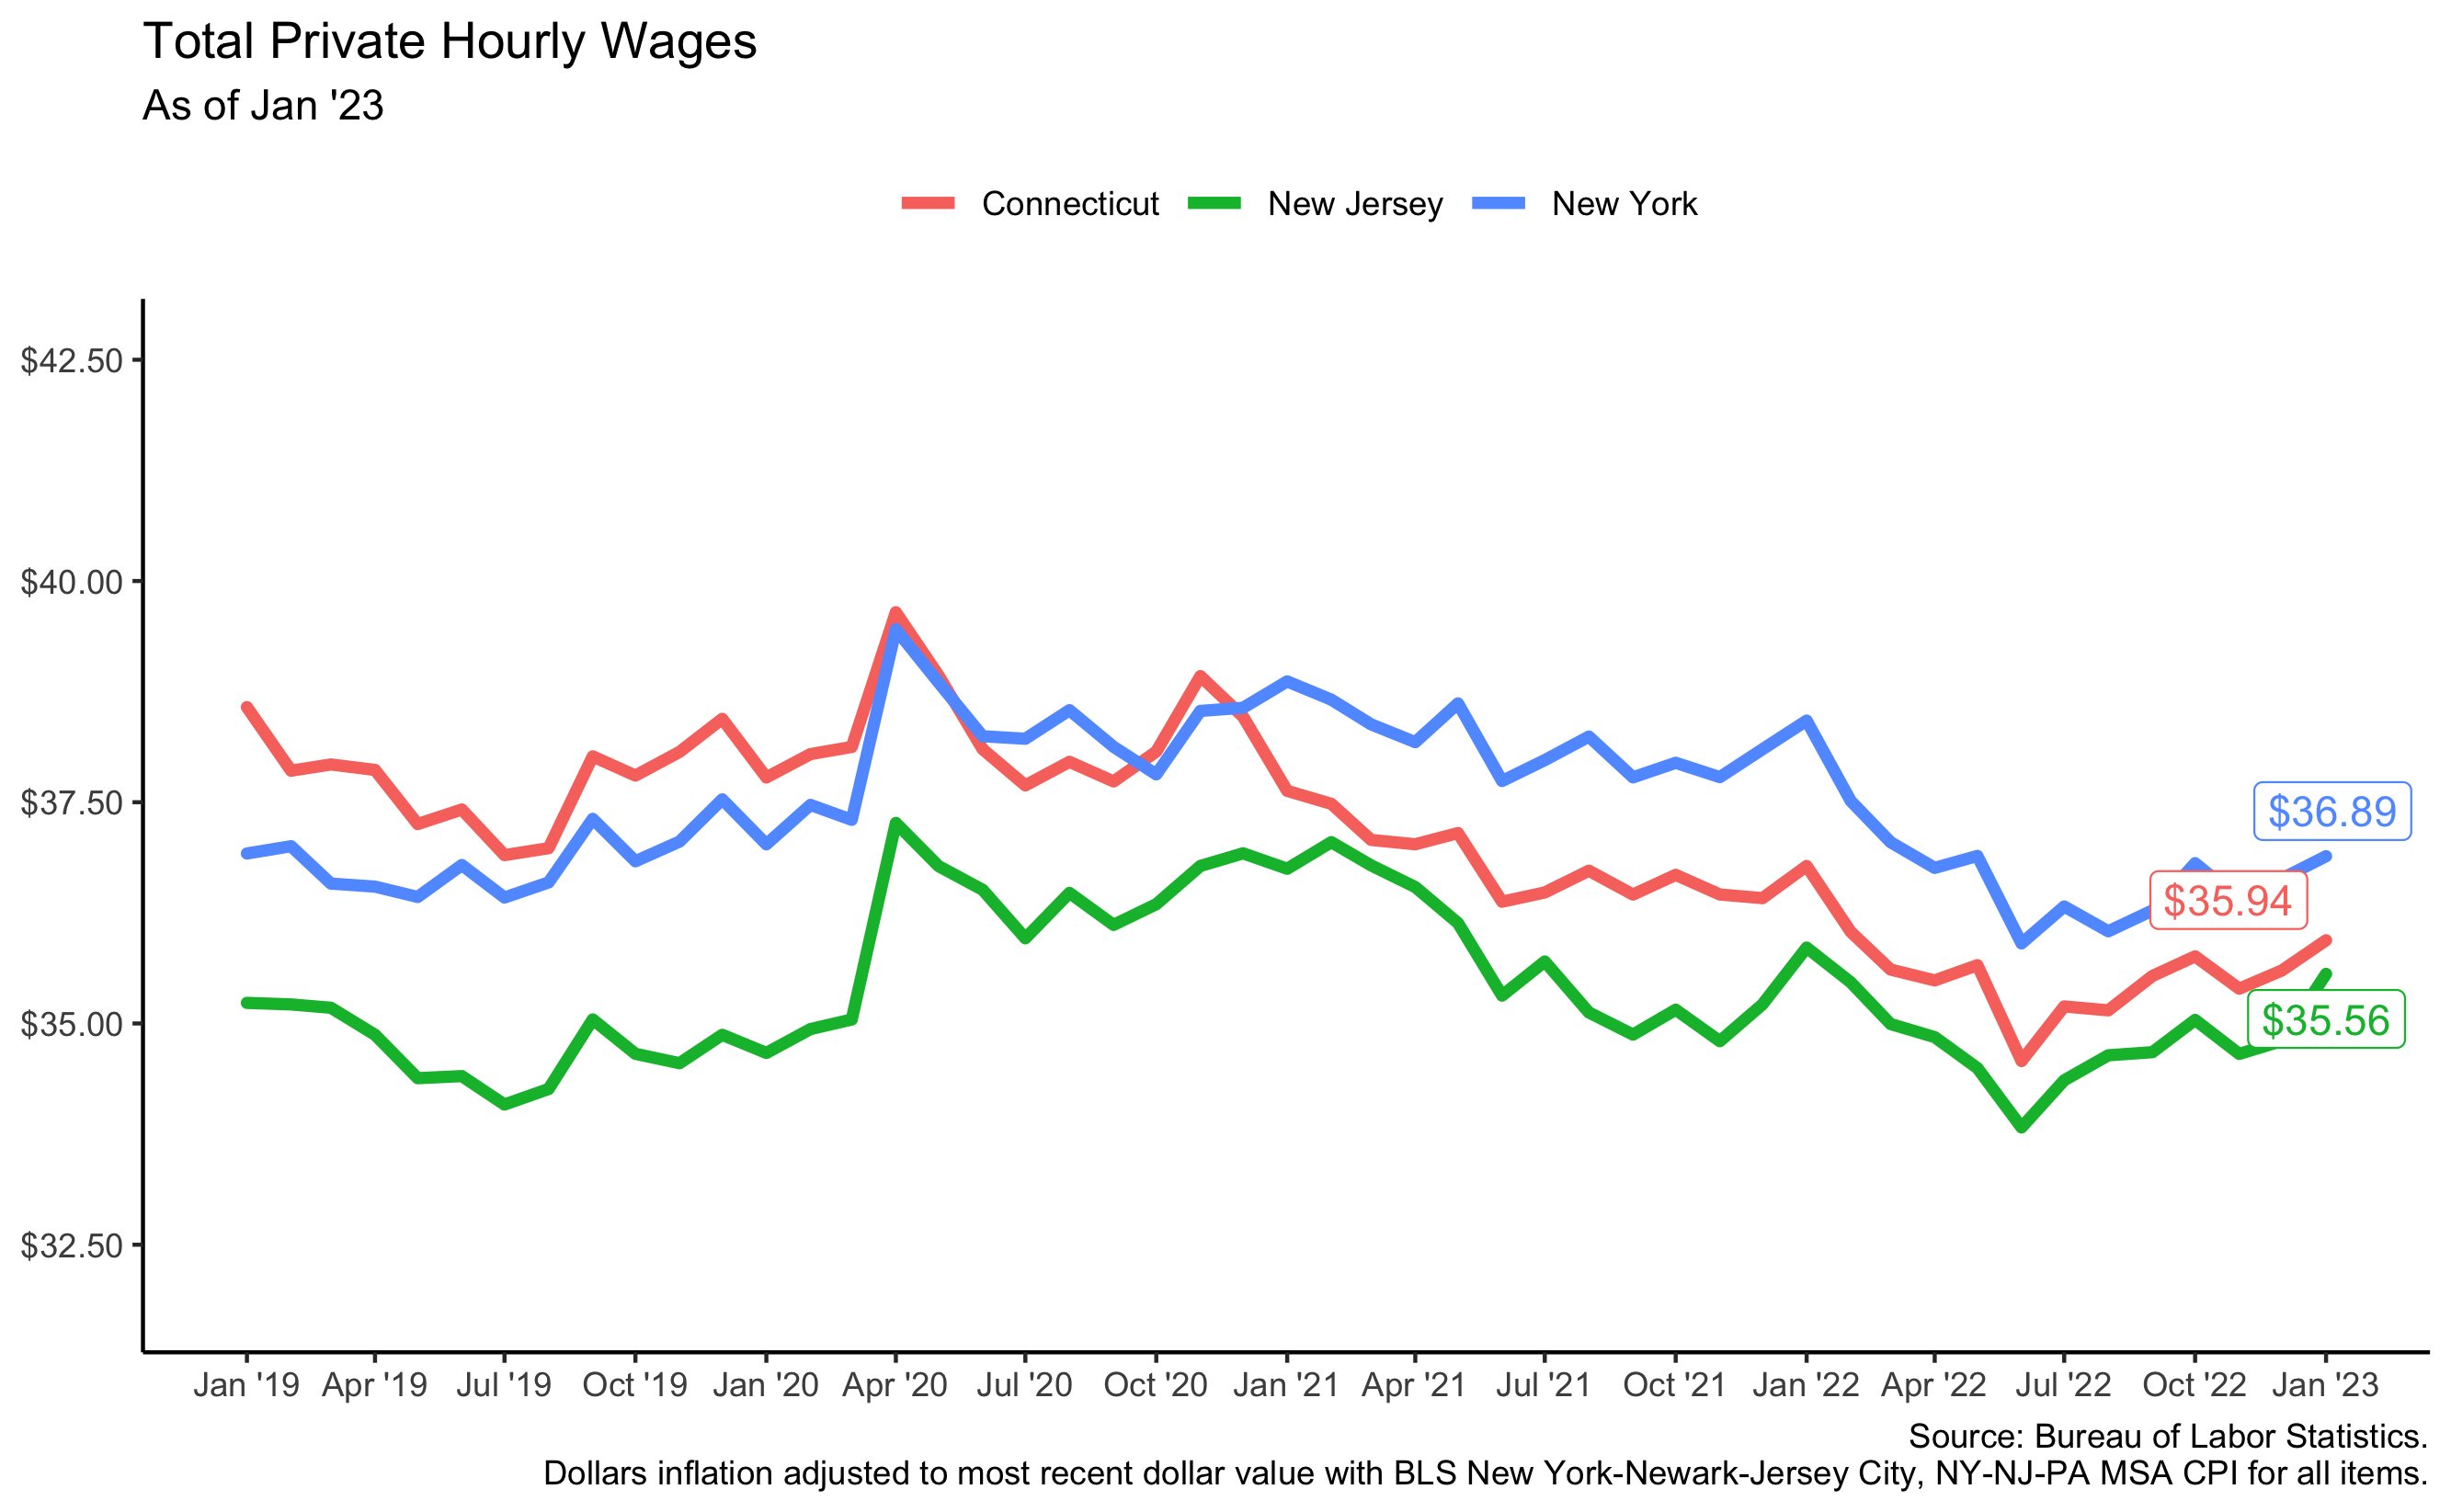 Total Private Hourly Wages
As of Jan '23
Connecticut New Jersey New York
$42.50
$40.00
$37.50
$35.00
$32.50
$36.89
$35.94
$35.56
Jan '19 Apr '19 Jul '19 Oct '19 Jan '20 Apr '20 Jul '20 Oct '20 Jan '21 Apr '21 Jul '21 Oct '21 Jan '22 Apr '22 Jul '22 Oct '22 Jan '23
Source: Bureau of Labor Statistics.
Dollars inflation adjusted to most recent dollar value with BLS New York-Newark-Jersey City, NY-NJ-PA MSA CPI for all items.